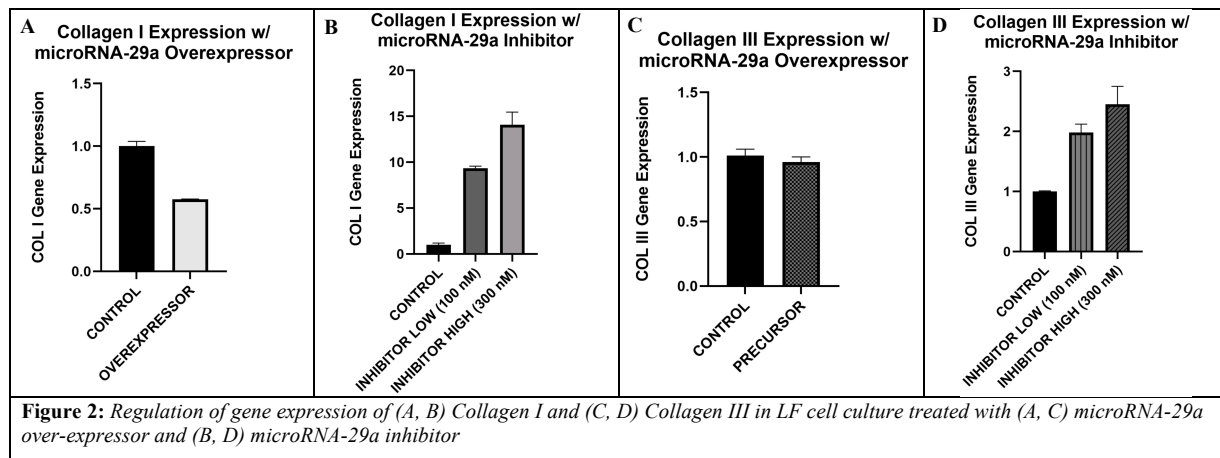 A
Collagen I Expression w/
microRNA-29a Overexpressor
COL I Gene Expression
1.5
1.0
0.5
0.0
CONTROL
OVEREXPRESSOR
B
Collagen I Expression w/
microRNA-29a Inhibitor
COL I Gene Expression
20
15
10
5
0
CONTROL
INHIBITOR LOW (100 nM)
INHIBITOR HIGH (300 nM)
C
Collagen III Expression w/
microRNA-29a Overexpressor
COL III Gene Expression
1.5
1.0
0.5
0.0
CONTROL
PRECURSOR
D
Collagen III Expression w/
microRNA-29a Inhibitor
COL III Gene Expression
3
2
1
0
CONTROL
INHIBITOR LOW (100 nM)
INHIBITOR HIGH (300 nM)
Figure 2: Regulation of gene expression of (A, B) Collagen I and (C, D) Collagen III in LF cell culture treated with (A, C) microRNA-29a
over-expressor and (B, D) microRNA-29a inhibitor